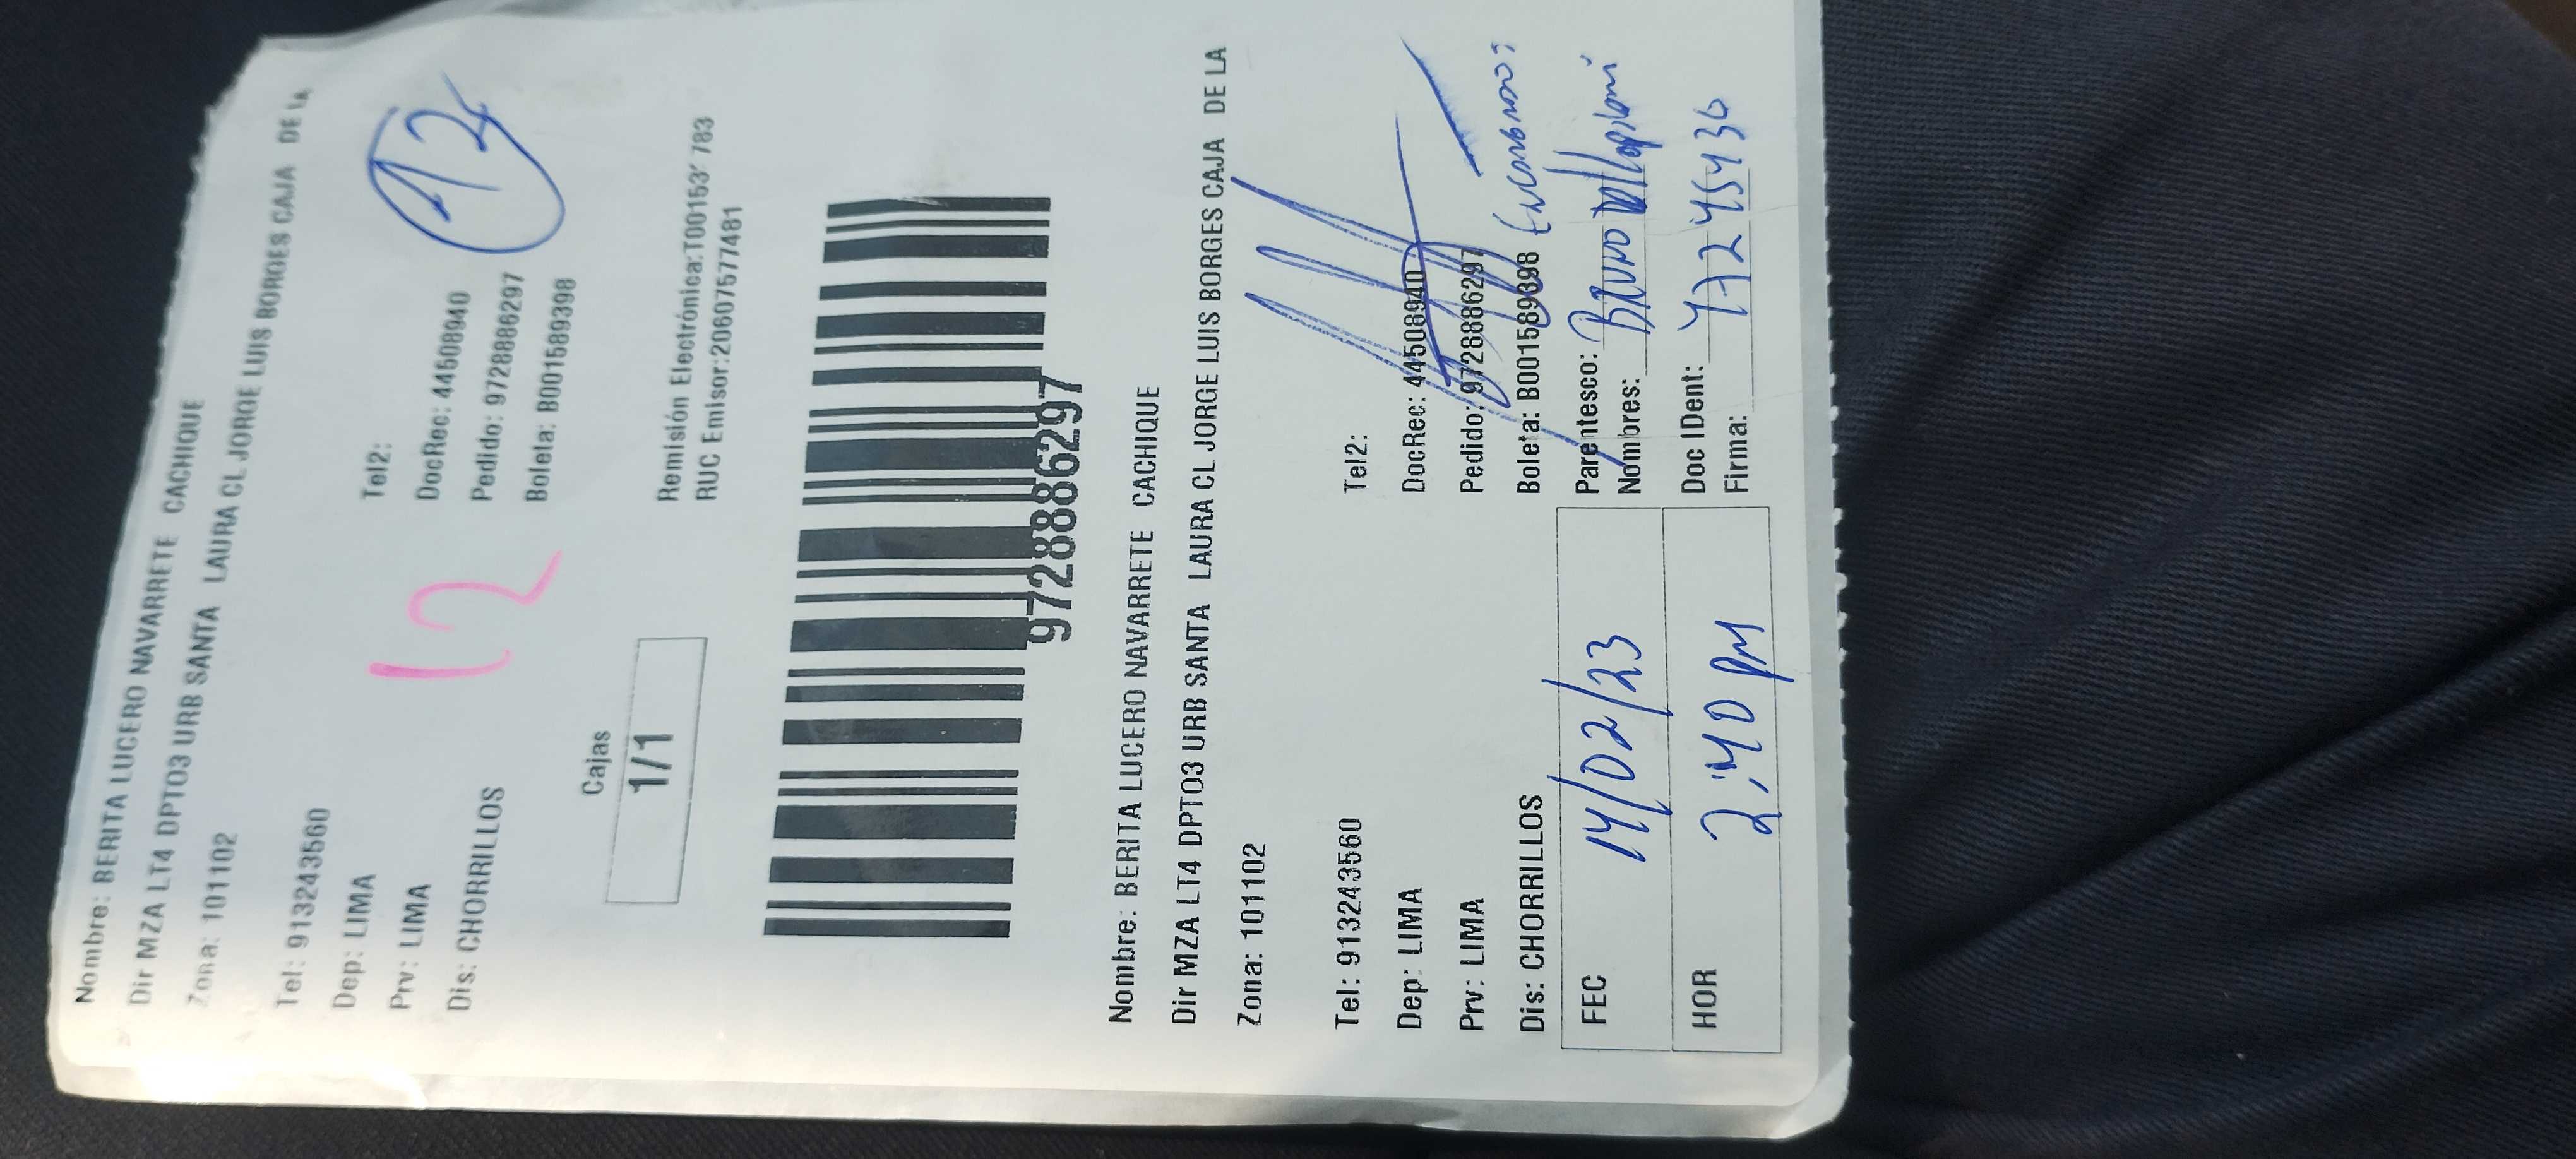 Nombre: BERITA LUCERO NAVARRETE CACHIQUE
Dir MZA LT4 DPTO3 URB SANTA LAURA CL JORGE LUIS BORGES CAJA DE LA
Zona: 101102
Tel: 913243560 Tel2:
Dep: LIMA DocRec: 44508940
Prv: LIMA Pedido: 9728886297
Dis: CHORRILLOS Boleta: B001589398
12
Cajas
1/1
Remisión Electrónica:
RUC Emisor:20607577481
9728886297
Nombre: BERITA LUCERO NAVARRETE CACHIQUE
Dir MZA LT4 DPTO3 URB SANTA LAURA CL JORGE LUIS BORGES CAJA DE LA
Zona: 101102
Tel: 913243560 Tel2:
Dep: LIMA DocRec: 44508940
Prv: LIMA Pedido: 9728886297
Dis: CHORRILLOS Boleta: B001589398
FEC 14/02/23 Parentesco:
Nombres: BRUNO
HOR 2:40 pm Doc IDent:
Firma: